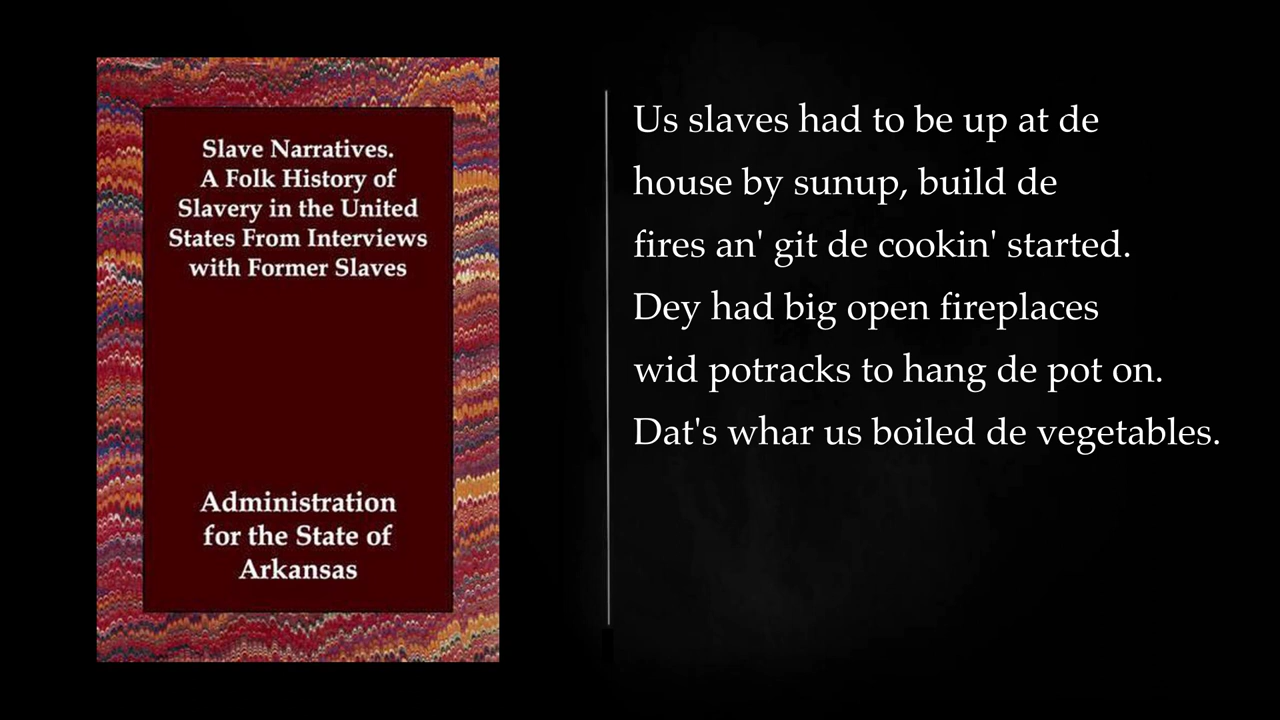 Slave Narratives.
A Folk History of
Slavery in the United
States From Interviews
with Former Slaves
Administration
for the State of
Arkansas
Us slaves had to be up at de
house by sunup, build de
fires an' git de cookin' started.
Dey had big open fireplaces
wid potracks to hang de pot on.
Dat's whar us boiled de vegetables.